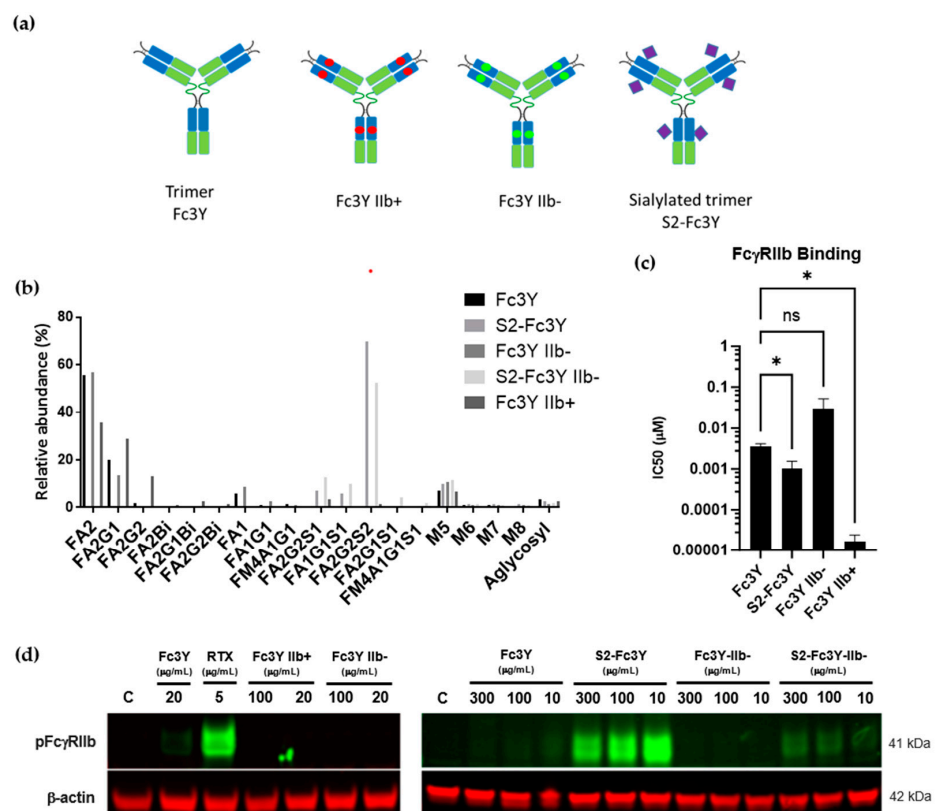 (a)
Trimer
Fc3Y
Fc3Y IIb+
Fc3Y IIb-
Sialylated trimer
S2-Fc3Y
(b)
Relative abundance (%)
80
60
40
20
0
FA2
FA2G1
FA2G2
FA2Bi
FA2G1Bi
FA2G2Bi
FA1
FA1G1
FM4A1G1
FA2G2S1
FA1G1S1
FA2G2S2
FA2G1S1
FM4A1G1S1
M5
M6
M7
M8
Aglycosyl
*
Fc3Y
S2-Fc3Y
Fc3Y IIb-
S2-Fc3Y IIb-
Fc3Y IIb+
(c)
FcγRIIb Binding
*
ns
*
IC50 (μM)
1
0.1
0.01
0.001
0.0001
0.00001
Fc3Y
S2-Fc3Y
Fc3Y IIb-
Fc3Y IIb+
(d)
Fc3Y RTX Fc3Y IIb+ Fc3Y IIb-
(μg/mL) (μg/mL) (μg/mL) (μg/mL)
C 20 5 100 20 100 20
Fc3Y S2-Fc3Y Fc3Y-IIb- S2-Fc3Y-IIb-
(μg/mL) (μg/mL) (μg/mL) (μg/mL)
C 300 100 10 300 100 10 300 100 10 300 100 10
pFcγRIIb
41 kDa
β-actin
42 kDa